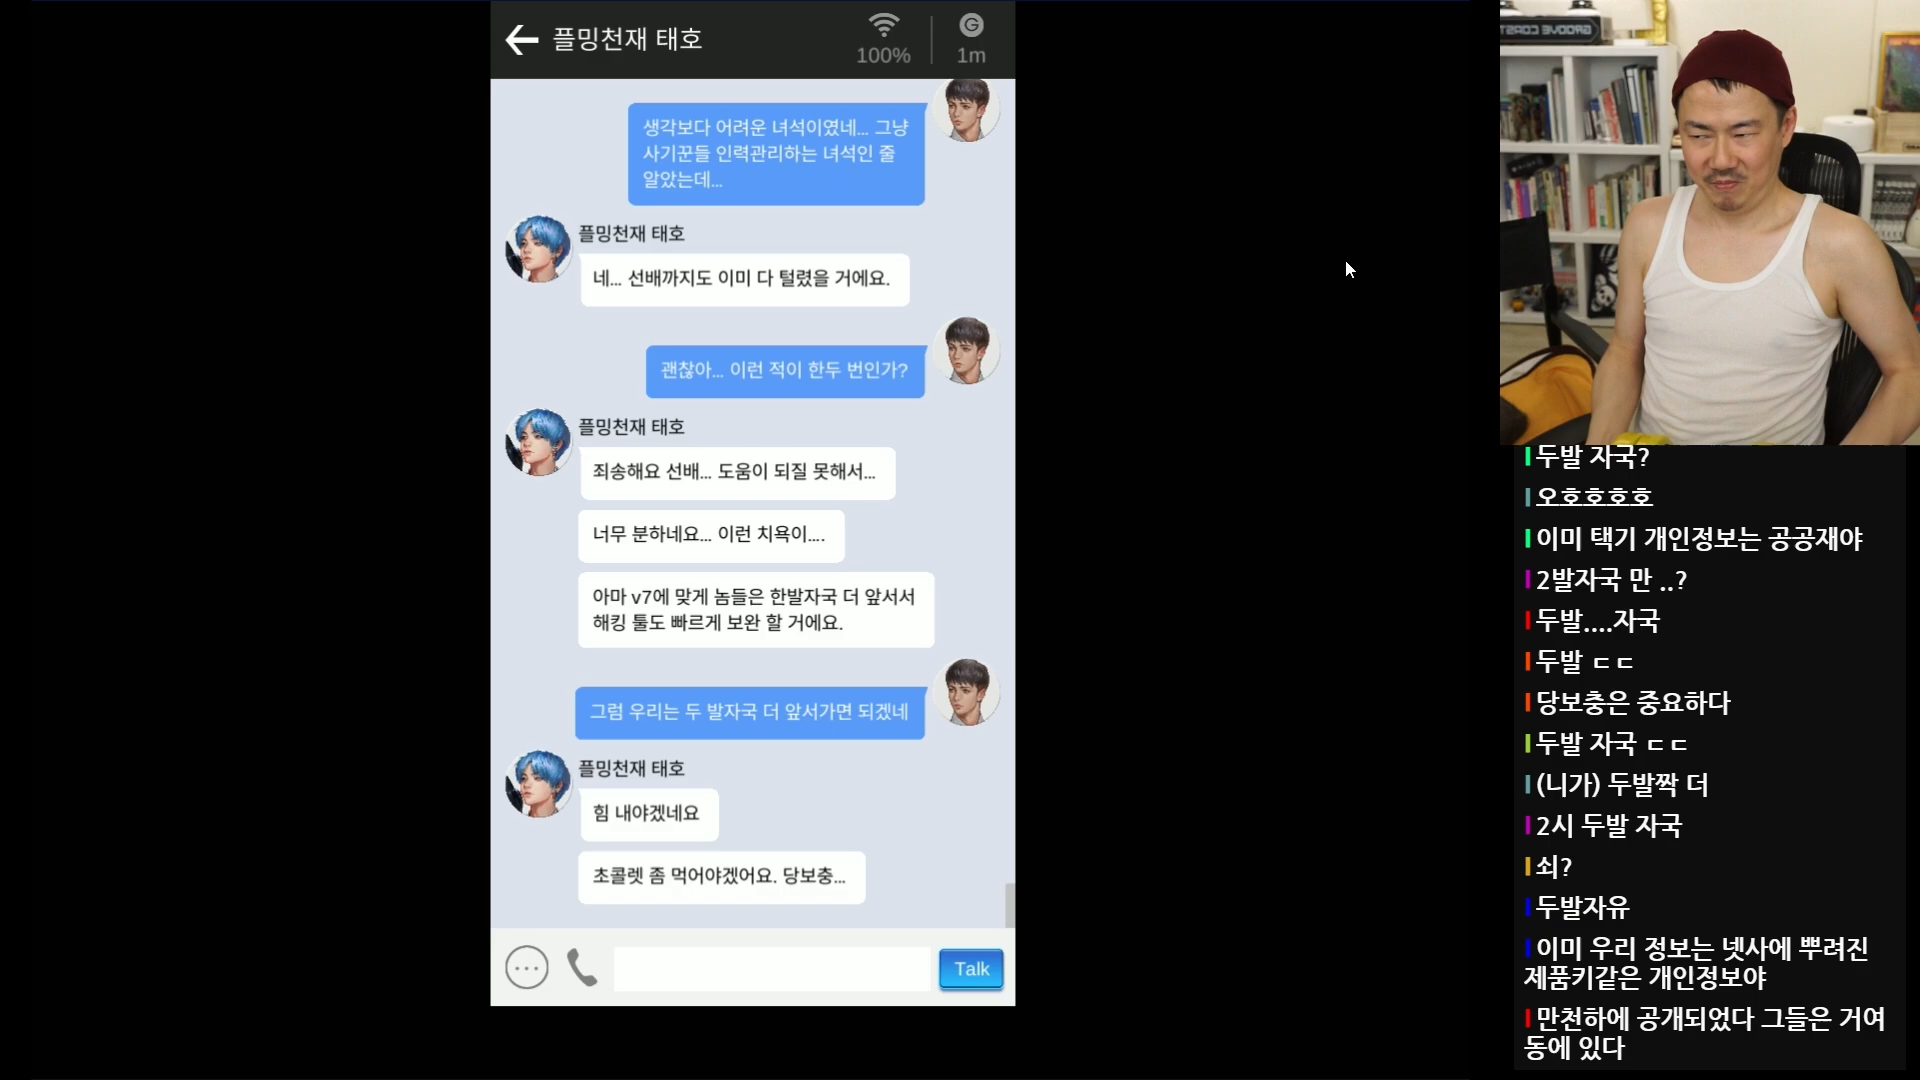 플밍천재 태호
100%
G
1m
생각보다 어려운 녀석이였네... 그냥
사기꾼들 인력관리하는 녀석인 줄
알았는데...
플밍천재 태호
네... 선배까지도 이미 다 털렸을 거에요.
괜찮아... 이런 적이 한두 번인가?
플밍천재 태호
죄송해요 선배... 도움이 되질 못해서...
너무 분하네요... 이런 치욕이....
아마 v7에 맞게 놈들은 한발자국 더 앞서서
해킹 툴도 빠르게 보완 할 거에요.
그럼 우리는 두 발자국 더 앞서가면 되겠네
플밍천재 태호
힘 내야겠네요
초콜렛 좀 먹어야겠어요. 당보충...
Talk
두발 자국?
오호호호호
이미 택기 개인정보는 공공재야
2발자국 만 ..?
두발....자국
두발 ㄷㄷ
당보충은 중요하다
두발 자국 ㄷㄷ
(니가) 두발짝 더
2시 두발 자국
쇠?
두발자유
이미 우리 정보는 넷사에 뿌려진
제품키같은 개인정보야
만천하에 공개되었다 그들은 거여
동에 있다